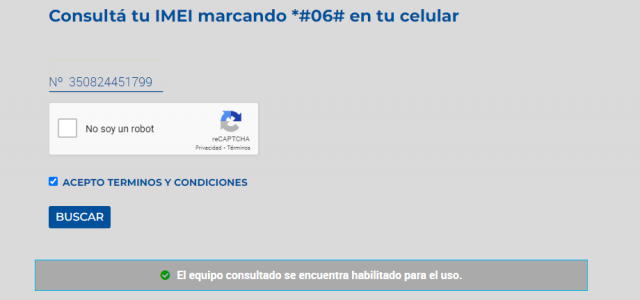 Consultá tu IMEI marcando *#06# en tu celular
Nº 350824451799
No soy un robot
reCAPTCHA
Privacidad - Términos
ACEPTO TERMINOS Y CONDICIONES
BUSCAR
El equipo consultado se encuentra habilitado para el uso.